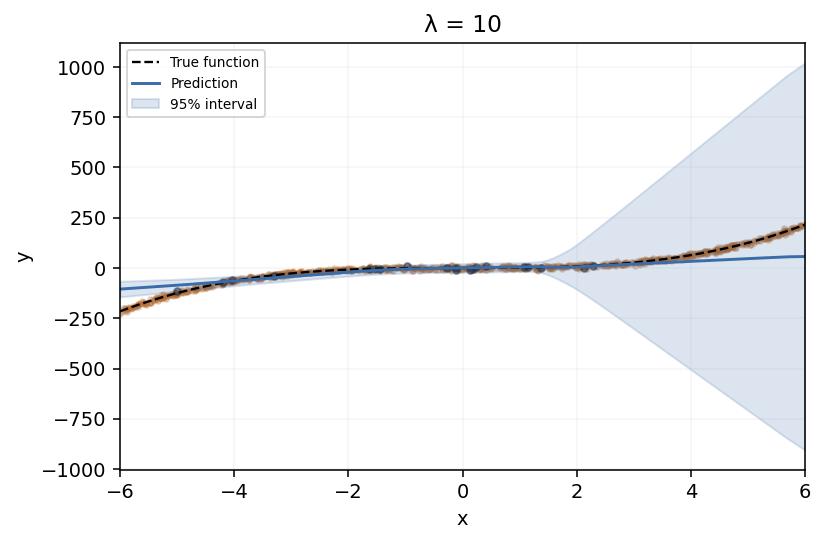 λ = 10
True function
Prediction
95% interval
1000
750
500
250
0
−250
−500
−750
−1000
y
−6 −4 −2 0 2 4 6
x